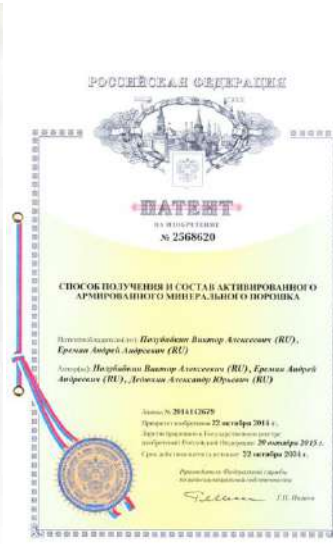 РОССИЙСКАЯ ФЕДЕРАЦИЯ
ПАТЕНТ
НА ИЗОБРЕТЕНИЕ
№ 2568620
СПОСОБ ПОЛУЧЕНИЯ И СОСТАВ АКТИВИРОВАННОГО
АРМИРОВАННОГО МИНЕРАЛЬНОГО ПОРОШКА
Патентообладатель(ли): Полубойкин Виктор Алексеевич (RU),
Еремин Андрей Андреевич (RU)
Автор(ы): Полубойкин Виктор Алексеевич (RU), Еремин Андрей
Андреевич (RU), Александр Юрьевич (RU)
Заявка № 2014142679
Приоритет изобретения 22 октября 2014 г.
Зарегистрировано в Государственном реестре
изобретений Российской Федерации 20 октября 2015 г.
Срок действия патента истекает 22 октября 2034 г.
Руководитель Федеральной службы
по интеллектуальной собственности
Г.П. Ивлиев